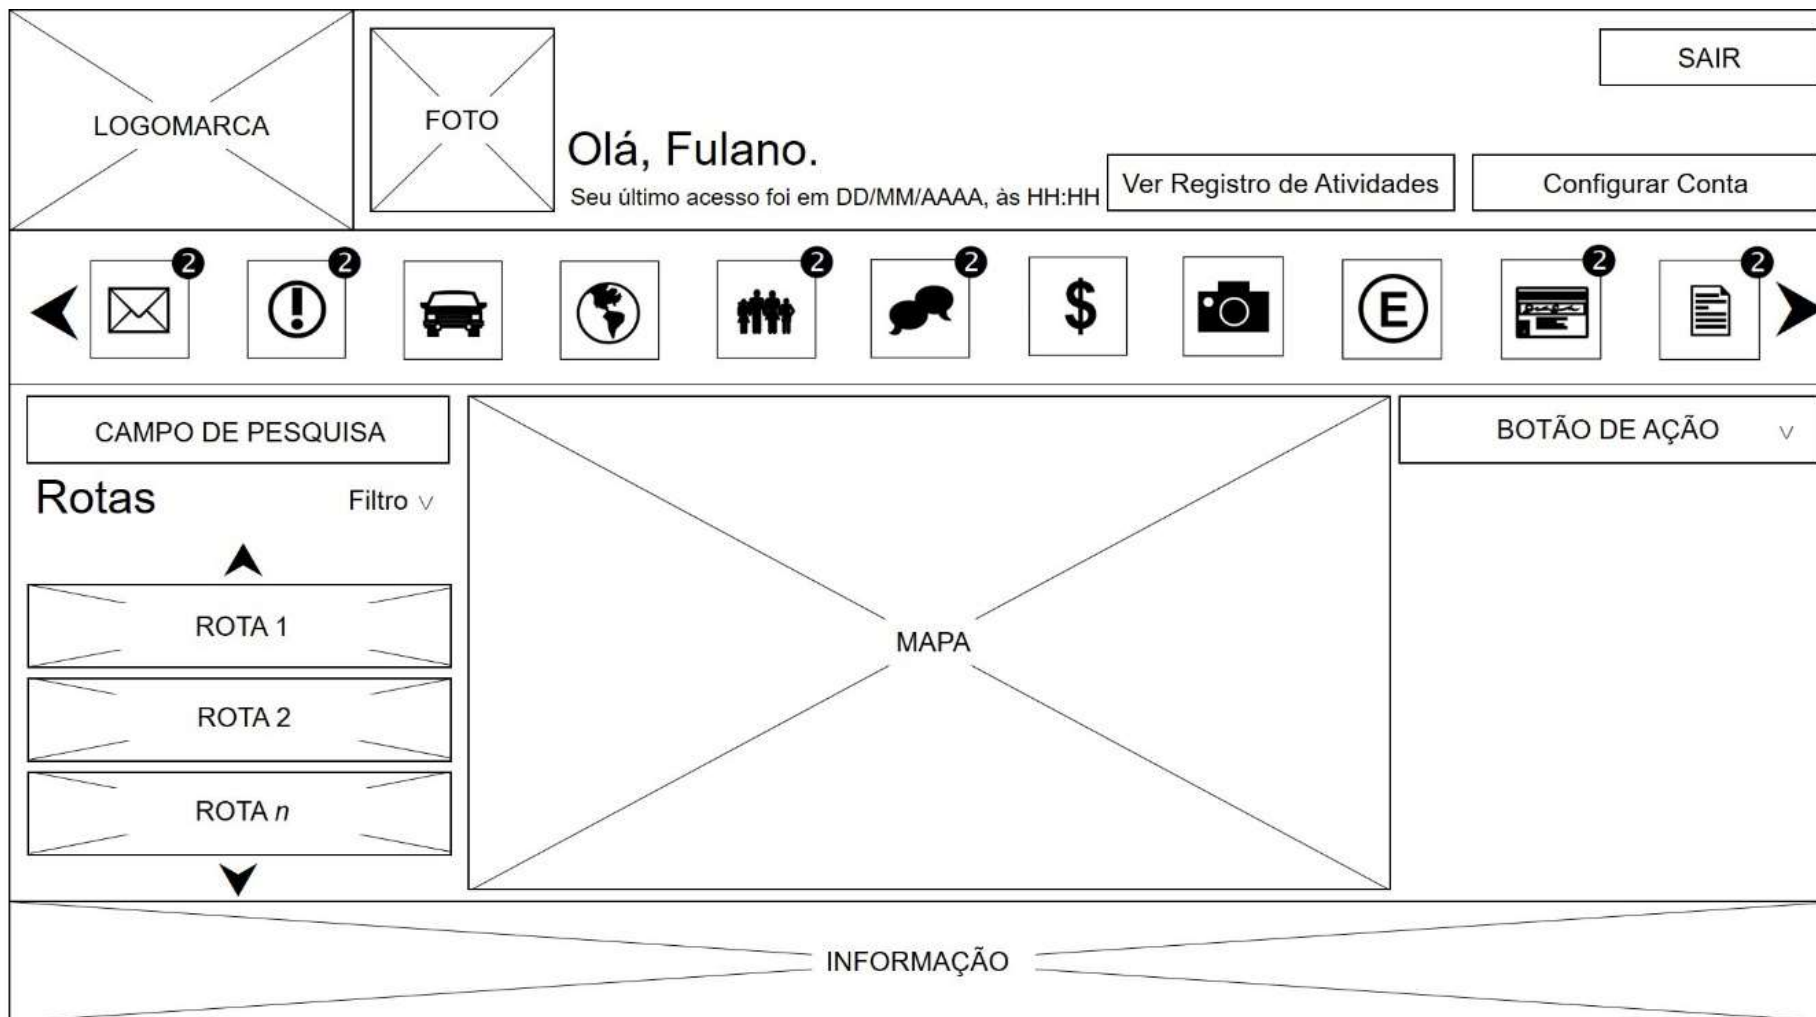 LOGOMARCA
FOTO
SAIR
Olá, Fulano.
Seu último acesso foi em DD/MM/AAAA, às HH:HH
Ver Registro de Atividades
Configurar Conta
2
2
2
2
$
E
2
2
CAMPO DE PESQUISA
BOTÃO DE AÇÃO
Rotas
Filtro
ROTA 1
ROTA 2
ROTA n
MAPA
INFORMAÇÃO